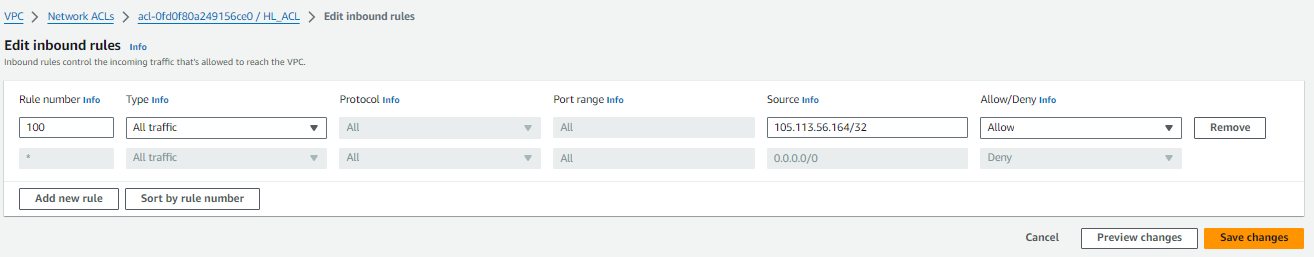 VPC > Network ACLs > acl-0fd0f80a249156ce0 / HL_ACL > Edit inbound rules
Edit inbound rules Info
Inbound rules control the incoming traffic that's allowed to reach the VPC.
Rule number Info Type Info Protocol Info Port range Info Source Info Allow/Deny Info
100 All traffic All All 105.113.56.164/32 Allow Remove
* All traffic All All 0.0.0.0/0 Deny
Add new rule Sort by rule number
Cancel Preview changes Save changes